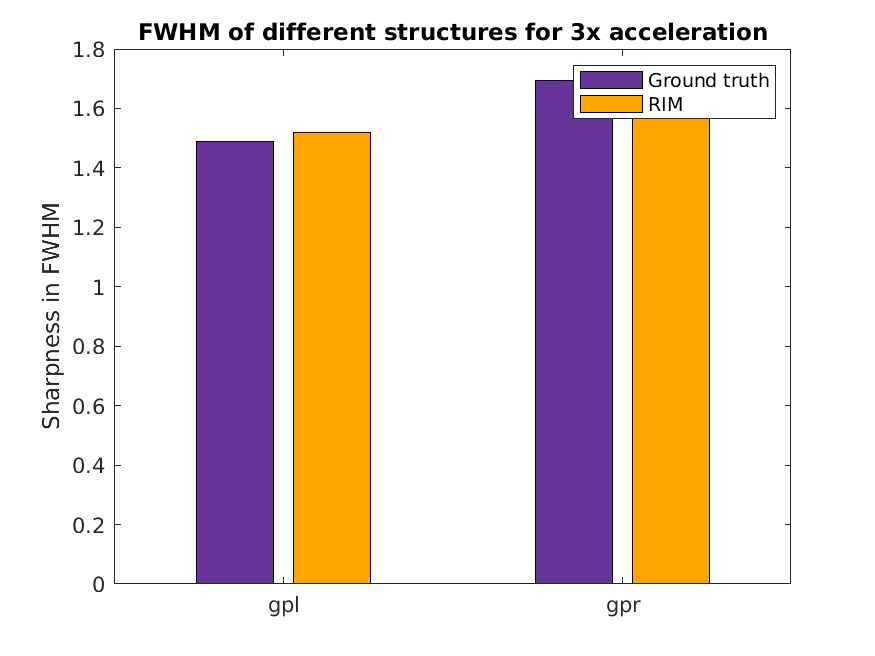 FWHM of different structures for 3x acceleration
1.8
1.6
1.4
1.2
1
0.8
0.6
0.4
0.2
0
Sharpness in FWHM
Ground truth
RIM
gpl
gpr